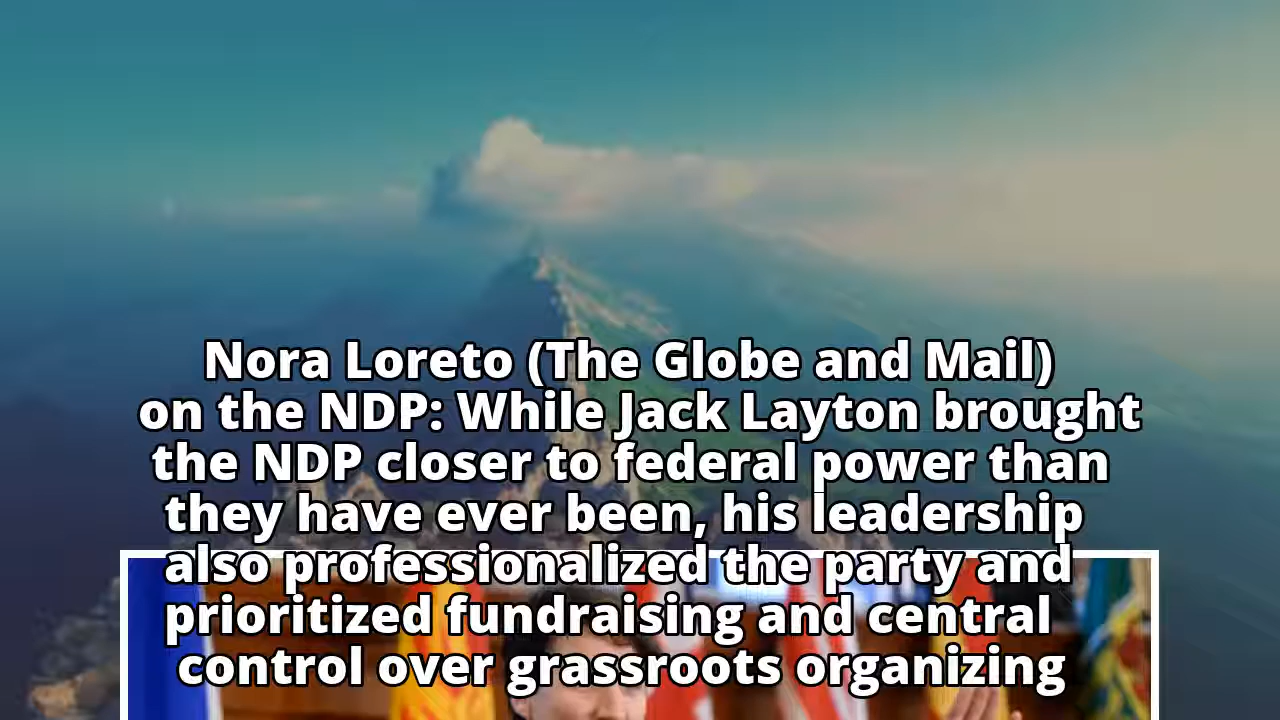 Nora Loreto (The Globe and Mail)
on the NDP: While Jack Layton brought
the NDP closer to federal power than
they have ever been, his leadership
also professionalized the party and
prioritized fundraising and central
control over grassroots organizing